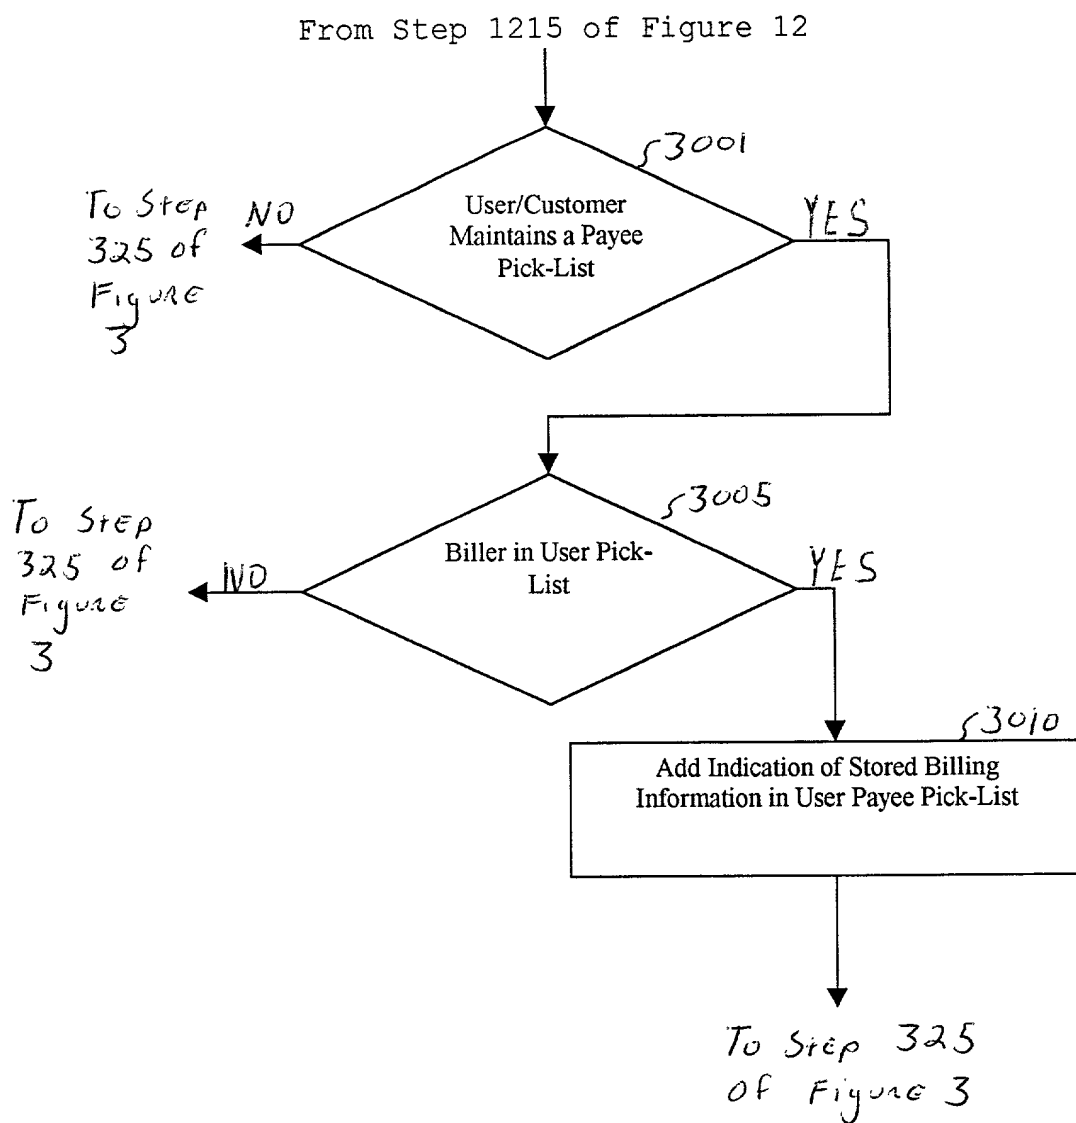 From Step 1215 of Figure 12
3001
User/Customer
Maintains a Payee
Pick-List
To Step
325 of
Figure
3
NO
YES
3005
Biller in User Pick-
List
To Step
325 of
Figure
3
NO
YES
3010
Add Indication of Stored Billing
Information in User Payee Pick-List
To Step 325
of Figure 3